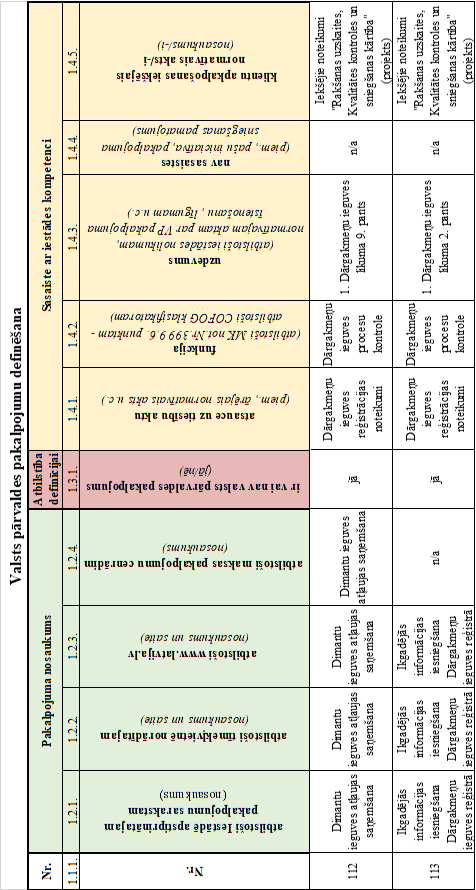 Valsts pārvaldes pakalpojumu definēšana
Nr.
Pakalpojuma nosaukums
Atbilstība
definīcijai
Sasaiste ar iestādes kompetenci
1.1.1.
1.2.1.
1.2.2.
1.2.3.
1.2.4.
1.3.1.
1.4.1.
1.4.2.
1.4.3.
1.4.4.
1.4.5.
Nr.
atbilstoši Iestādē apstiprinātajam
pakalpojumu sarakstam
(nosaukums)
atbilstoši tīmekļvietnē norādītajam
(nosaukums un saite)
atbilstoši www.latvija.lv
(nosaukums un saite)
atbilstoši maksas pakalpojumu cenrādim
(nosaukums)
ir vai nav valsts pārvaldes pakalpojums
(jā/nē)
atsauce uz tiesību aktu
(piem., ārējais normatīvais akts u.c.)
funkcija
(atbilstoši MK not.Nr.399 9.6. punktam -
atbilstoši COFOG klasifikatoram)
uzdevums
(atbilstoši iestādes nolikumam,
normatīvajam aktam par VP pakalpojuma
īstenošanu, līgumam u.c.)
nav sasaistes
(piem., pašu iniciatīva, pakalpojuma
sniegšanas pamatojums)
klientu apkalpošanas iekšējais
normatīvais akts/-i
(nosaukums/-i)
112
Dimantu
ieguves atļaujas
saņemšana
Dimantu
ieguves atļaujas
saņemšana
Dimantu
ieguves atļaujas
saņemšana
Dimantu ieguves
atļaujas saņemšana
jā
Dārgakmeņu
ieguves
reģistrācijas
noteikumi
Dārgakmeņu
ieguves
procesu
kontrole
1. Dārgakmeņu ieguves
likuma 9. pants
n/a
Iekšējie noteikumi
"Rakšanas uzskaites,
Kvalitātes kontroles un
sniegšanas kārtība"
(projekts)
113
Ikgadējās
informācijas
iesniegšana
Dārgakmeņu
ieguves reģistrā
Ikgadējās
informācijas
iesniegšana
Dārgakmeņu
ieguves reģistrā
Ikgadējās
informācijas
iesniegšana
Dārgakmeņu
ieguves reģistrā
n/a
jā
Dārgakmeņu
ieguves
reģistrācijas
noteikumi
Dārgakmeņu
ieguves
procesu
kontrole
1. Dārgakmeņu ieguves
likuma 2. pants
n/a
Iekšējie noteikumi
"Rakšanas uzskaites,
Kvalitātes kontroles un
sniegšanas kārtība"
(projekts)